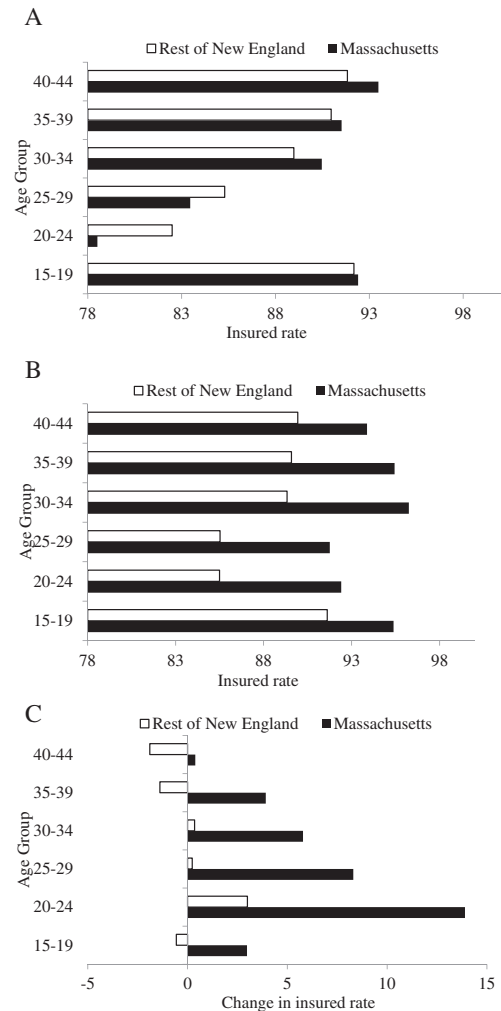 A
Rest of New England Massachusetts
40-44
35-39
30-34
25-29
20-24
15-19
Age Group
78 83 88 93 98
Insured rate
B
Rest of New England Massachusetts
40-44
35-39
30-34
25-29
20-24
15-19
Age Group
78 83 88 93 98
Insured rate
C
Rest of New England Massachusetts
40-44
35-39
30-34
25-29
20-24
15-19
Age Group
-5 0 5 10 15
Change in insured rate